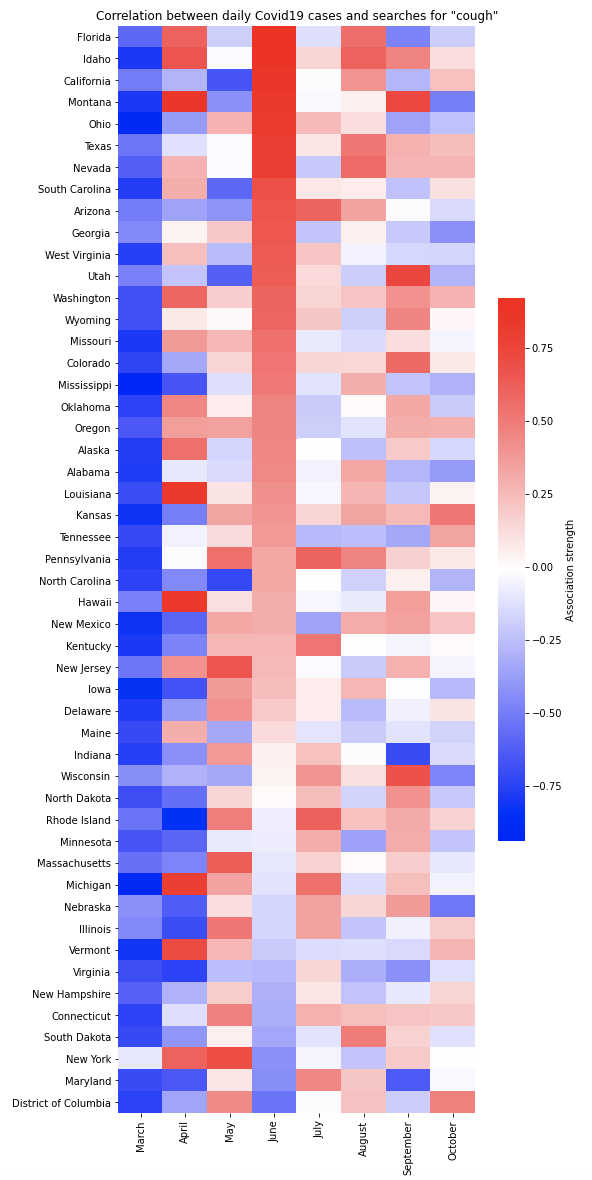 Correlation between daily Covid19 cases and searches for "cough"
Florida
Idaho
California
Montana
Ohio
Texas
Nevada
South Carolina
Arizona
Georgia
West Virginia
Utah
Washington
Wyoming
Missouri
Colorado
Mississippi
Oklahoma
Oregon
Alaska
Alabama
Louisiana
Kansas
Tennessee
Pennsylvania
North Carolina
Hawaii
New Mexico
Kentucky
New Jersey
Iowa
Delaware
Maine
Indiana
Wisconsin
North Dakota
Rhode Island
Minnesota
Massachusetts
Michigan
Nebraska
Illinois
Vermont
Virginia
New Hampshire
Connecticut
South Dakota
New York
Maryland
District of Columbia
March
April
May
June
July
August
September
October
0.75
0.50
0.25
0.00
−0.25
−0.50
−0.75
Association strength